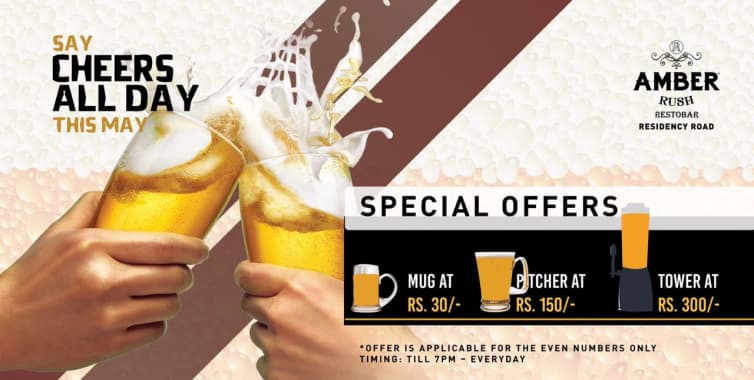 SAY
CHEERS
ALL DAY
THIS MAY
A
AMBER
RUSH
RESTOBAR
RESIDENCY ROAD
SPECIAL OFFERS
MUG AT
RS. 30/-
PITCHER AT
RS. 150/-
TOWER AT
RS. 300/-
*OFFER IS APPLICABLE FOR THE EVEN NUMBERS ONLY
TIMING: TILL 7PM – EVERYDAY